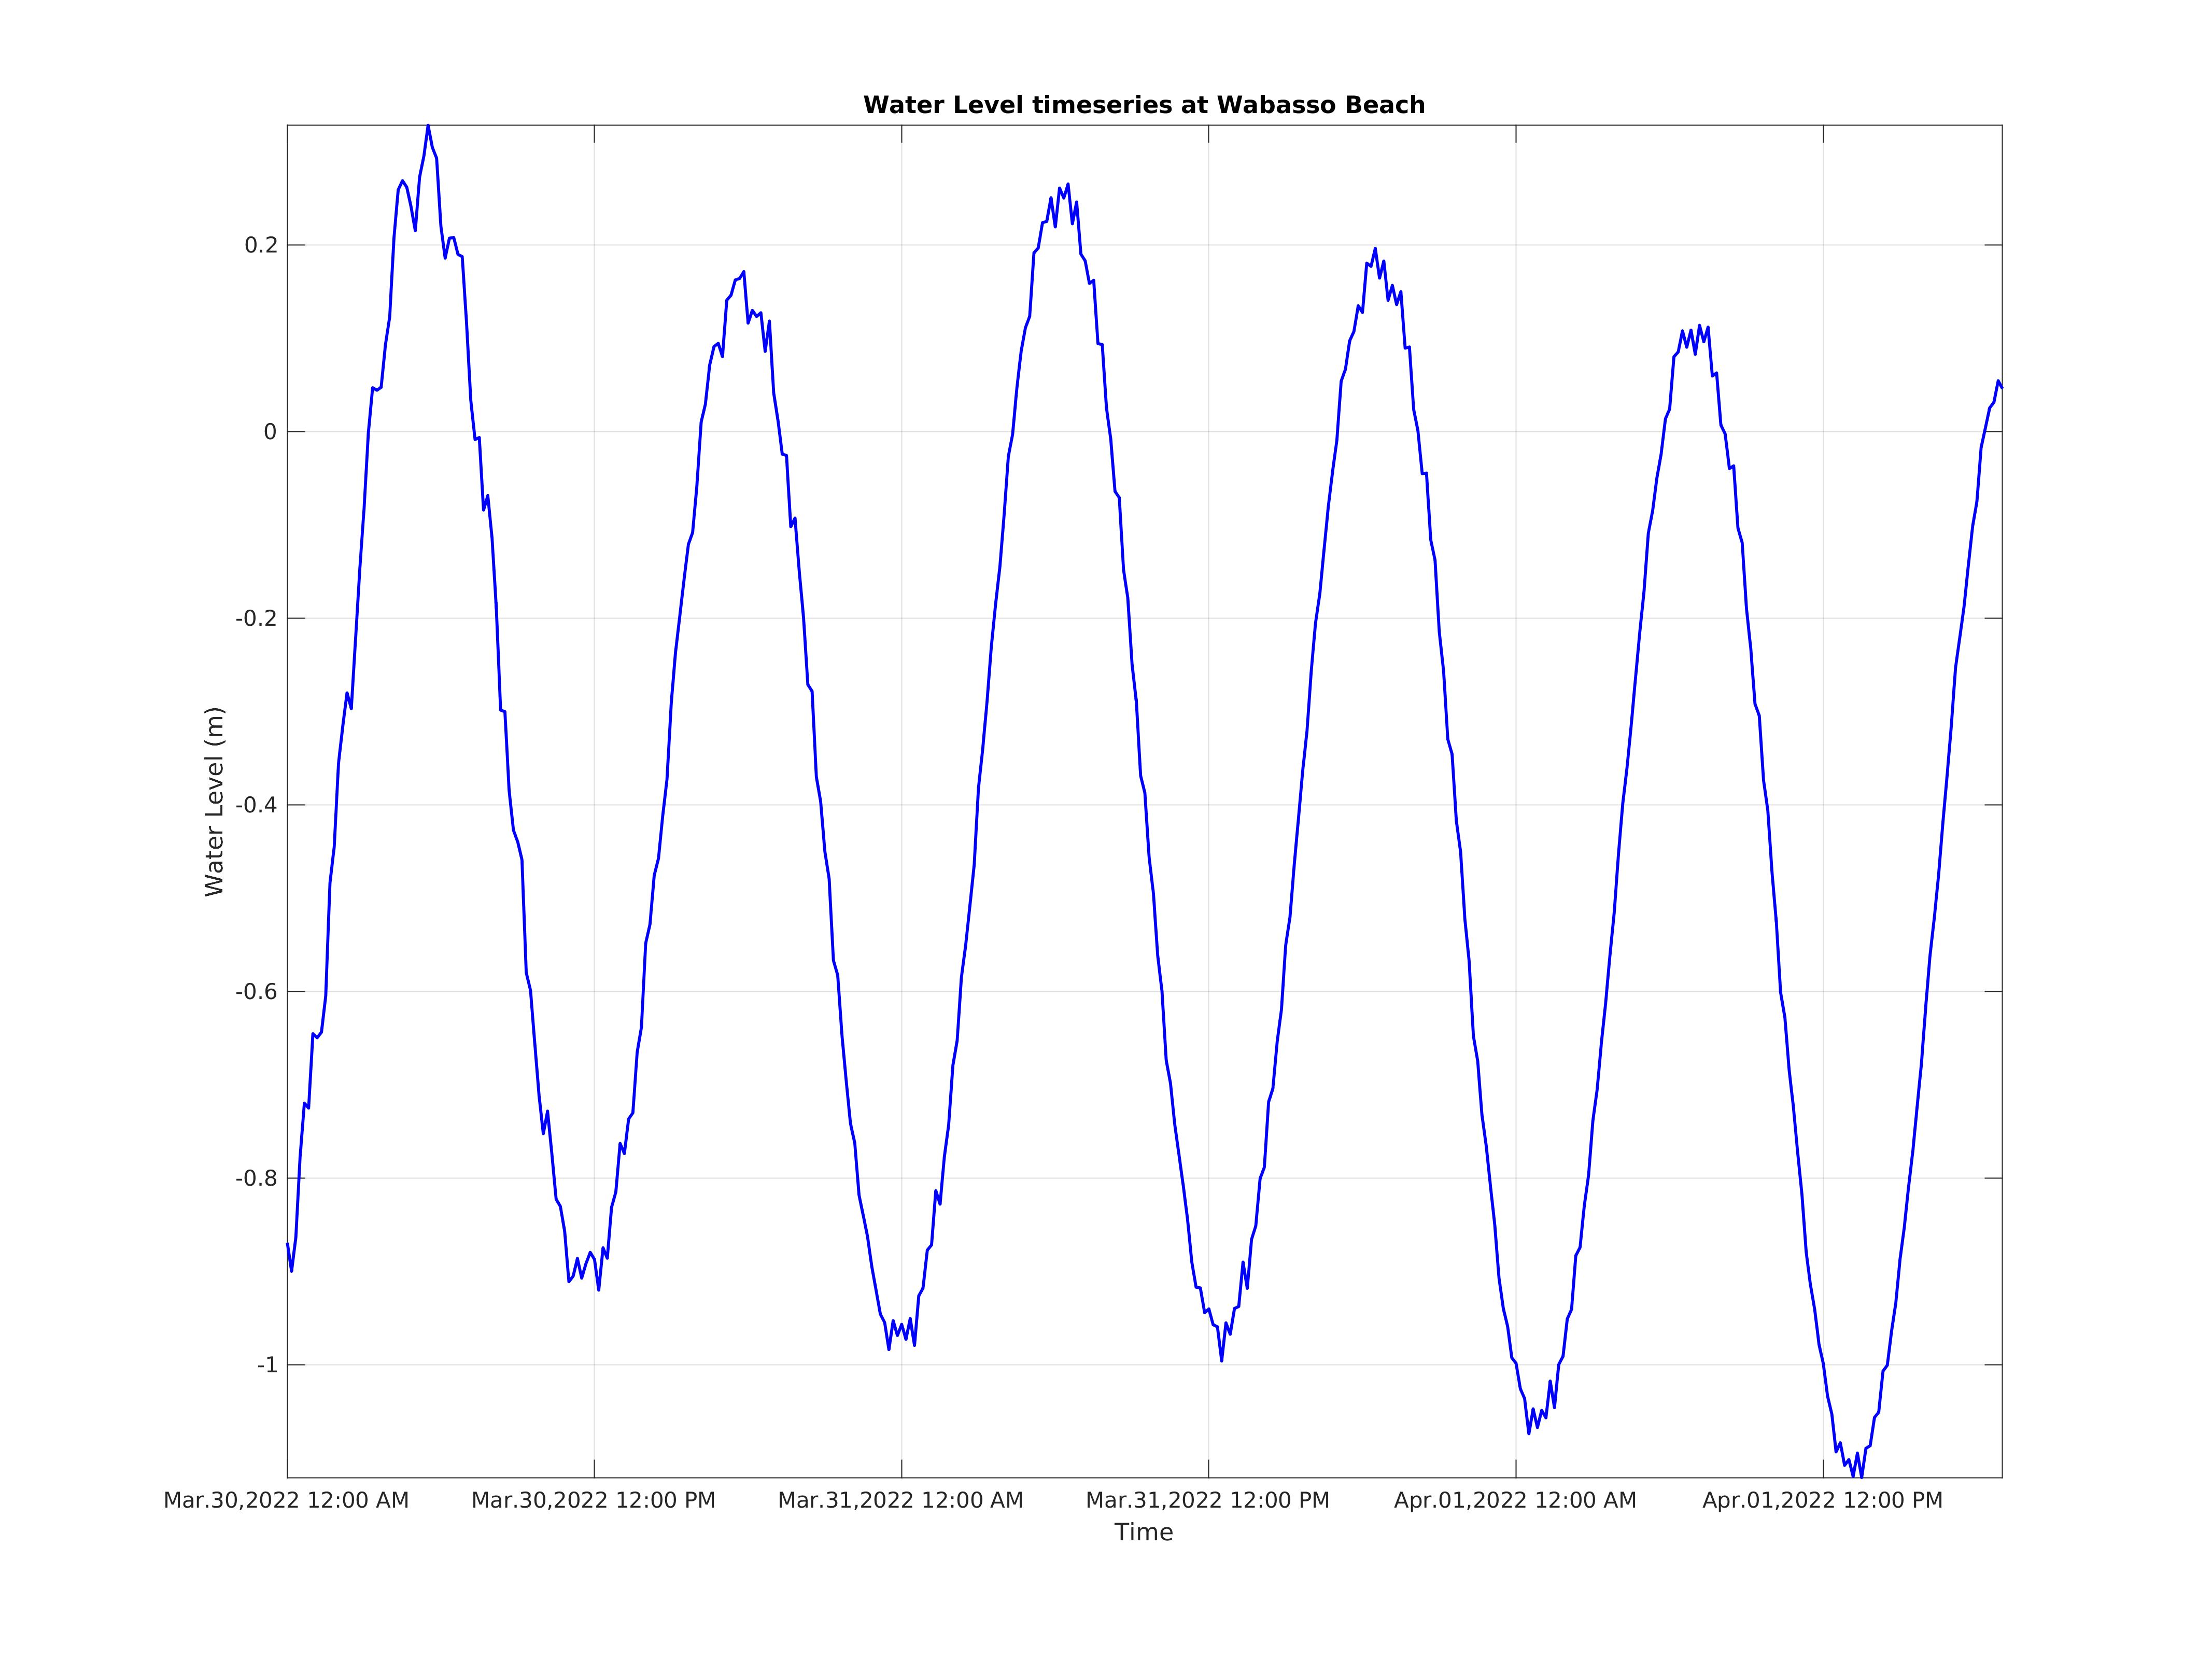 Water Level timeseries at Wabasso Beach
Water Level (m)
0.2
0
-0.2
-0.4
-0.6
-0.8
-1
Mar.30,2022 12:00 AM
Mar.30,2022 12:00 PM
Mar.31,2022 12:00 AM
Mar.31,2022 12:00 PM
Apr.01,2022 12:00 AM
Apr.01,2022 12:00 PM
Time